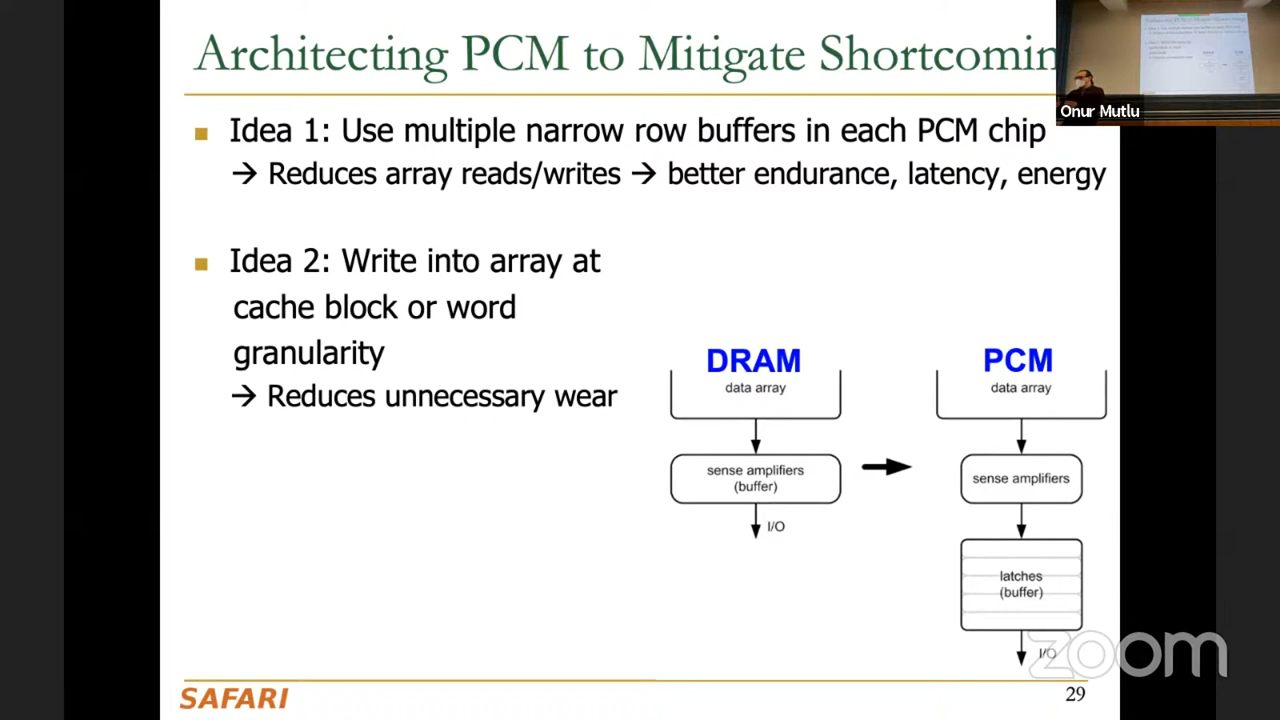 Architecting PCM to Mitigate Shortcomin
Onur Mutlu
Idea 1: Use multiple narrow row buffers in each PCM chip
→ Reduces array reads/writes → better endurance, latency, energy
Idea 2: Write into array at
cache block or word
granularity
→ Reduces unnecessary wear
DRAM
data array
sense amplifiers
(buffer)
I/O
PCM
data array
sense amplifiers
latches
(buffer)
I/O
zoom
SAFARI
29